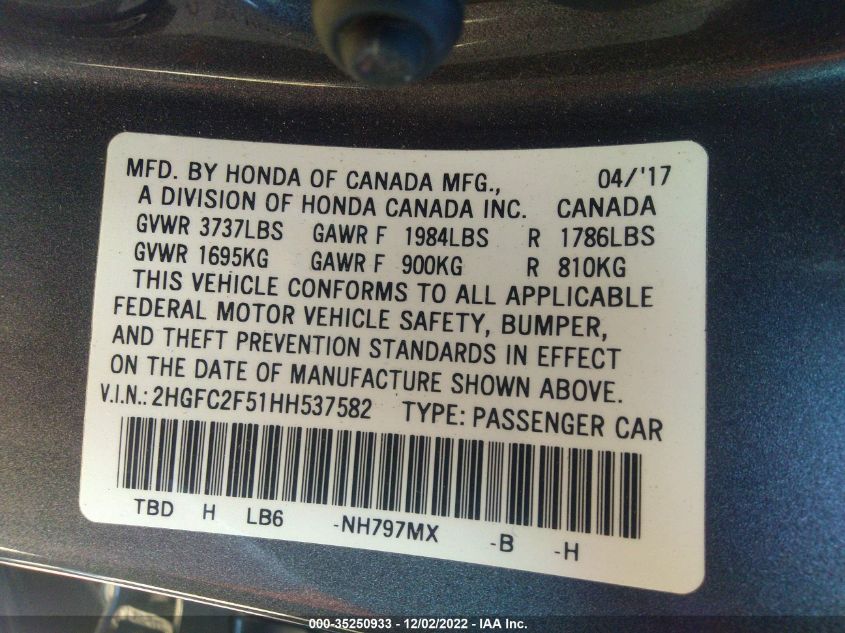 MFD. BY HONDA OF CANADA MFG., 04/'17
A DIVISION OF HONDA CANADA INC. CANADA
GVWR 3737LBS GAWR F 1984LBS R 1786LBS
GVWR 1695KG GAWR F 900KG R 810KG
THIS VEHICLE CONFORMS TO ALL APPLICABLE
FEDERAL MOTOR VEHICLE SAFETY, BUMPER,
AND THEFT PREVENTION STANDARDS IN EFFECT
ON THE DATE OF MANUFACTURE SHOWN ABOVE.
V.I.N.: 2HGFC2F51HH537582 TYPE: PASSENGER CAR
TBD H LB6 -NH797MX -B -H
000-35250933 - 12/02/2022 - IAA Inc.